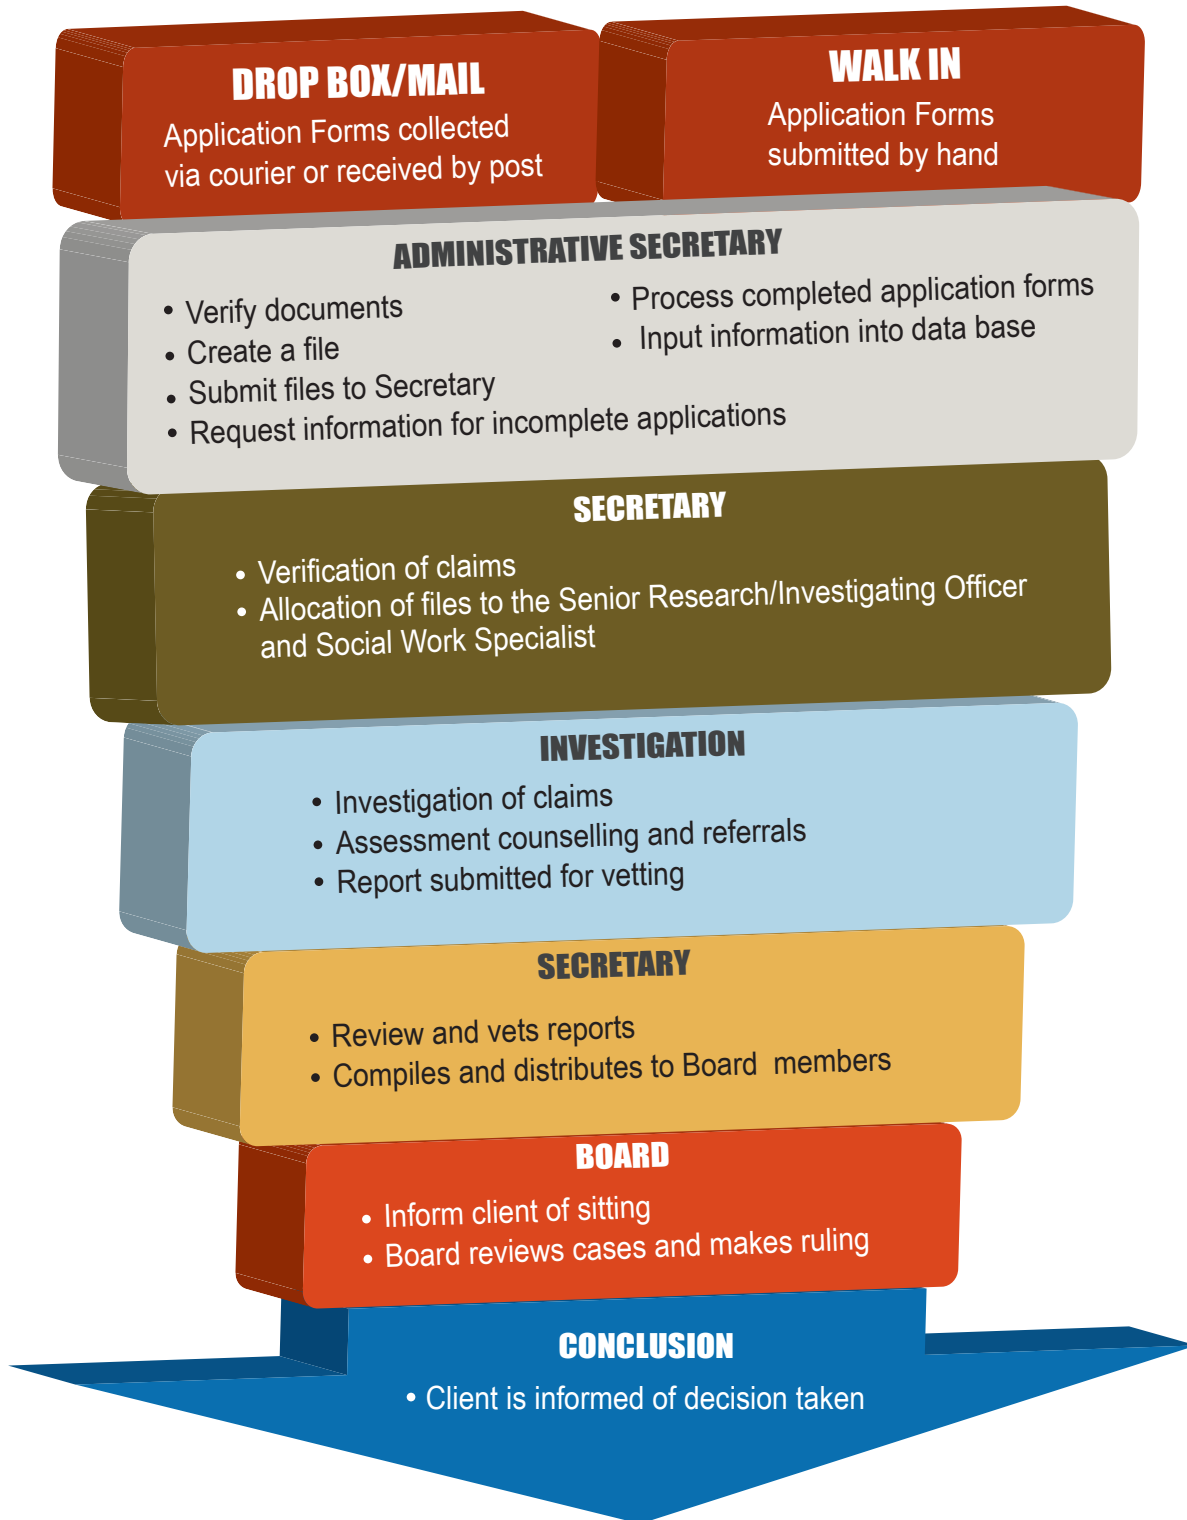 DROP BOX/MAIL
Application Forms collected
via courier or received by post
WALK IN
Application Forms
submitted by hand
ADMINISTRATIVE SECRETARY
• Verify documents
• Create a file
• Submit files to Secretary
• Request information for incomplete applications
• Process completed application forms
• Input information into data base
SECRETARY
• Verification of claims
• Allocation of files to the Senior Research/Investigating Officer
and Social Work Specialist
INVESTIGATION
• Investigation of claims
• Assessment counselling and referrals
• Report submitted for vetting
SECRETARY
• Review and vets reports
• Compiles and distributes to Board members
BOARD
• Inform client of sitting
• Board reviews cases and makes ruling
CONCLUSION
• Client is informed of decision taken